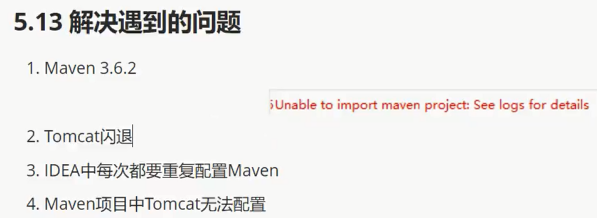 5.13 解决遇到的问题
1. Maven 3.6.2
Unable to import maven project: See logs for details
2. Tomcat闪退
3. IDEA中每次都要重复配置Maven
4. Maven项目中Tomcat无法配置